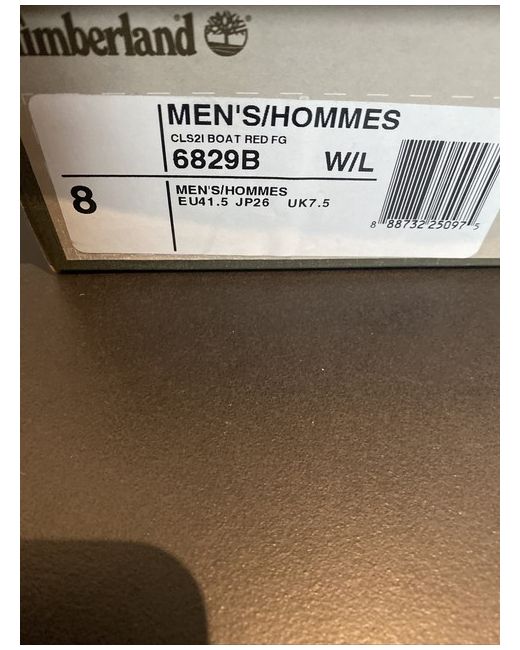 Timberland
MEN'S/HOMMES
CLS2I BOAT RED FG
6829B W/L
8
MEN'S/HOMMES
EU41.5 JP26 UK7.5
8 88732 25097 5